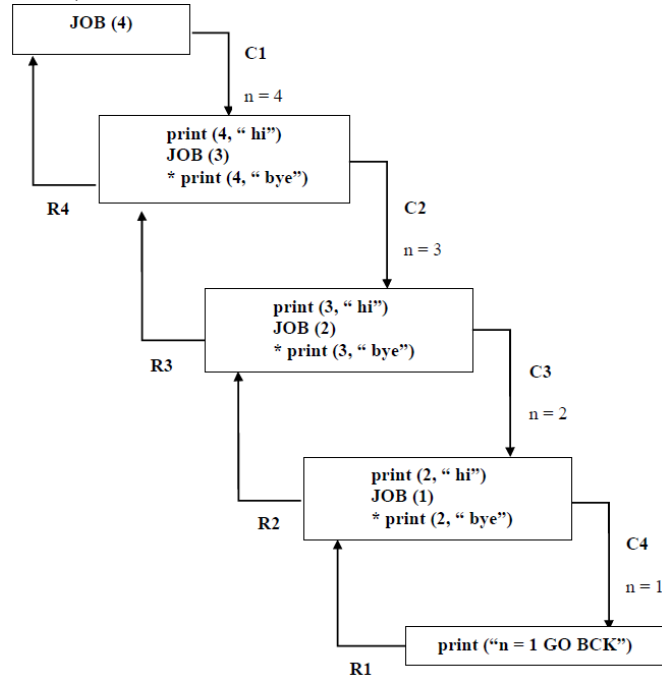 JOB (4)
C1
n = 4
print (4, “ hi”)
JOB (3)
* print (4, “ bye”)
R4
C2
n = 3
print (3, “ hi”)
JOB (2)
* print (3, “ bye”)
R3
C3
n = 2
print (2, “ hi”)
JOB (1)
* print (2, “ bye”)
R2
C4
n = 1
print (“n = 1 GO BCK”)
R1